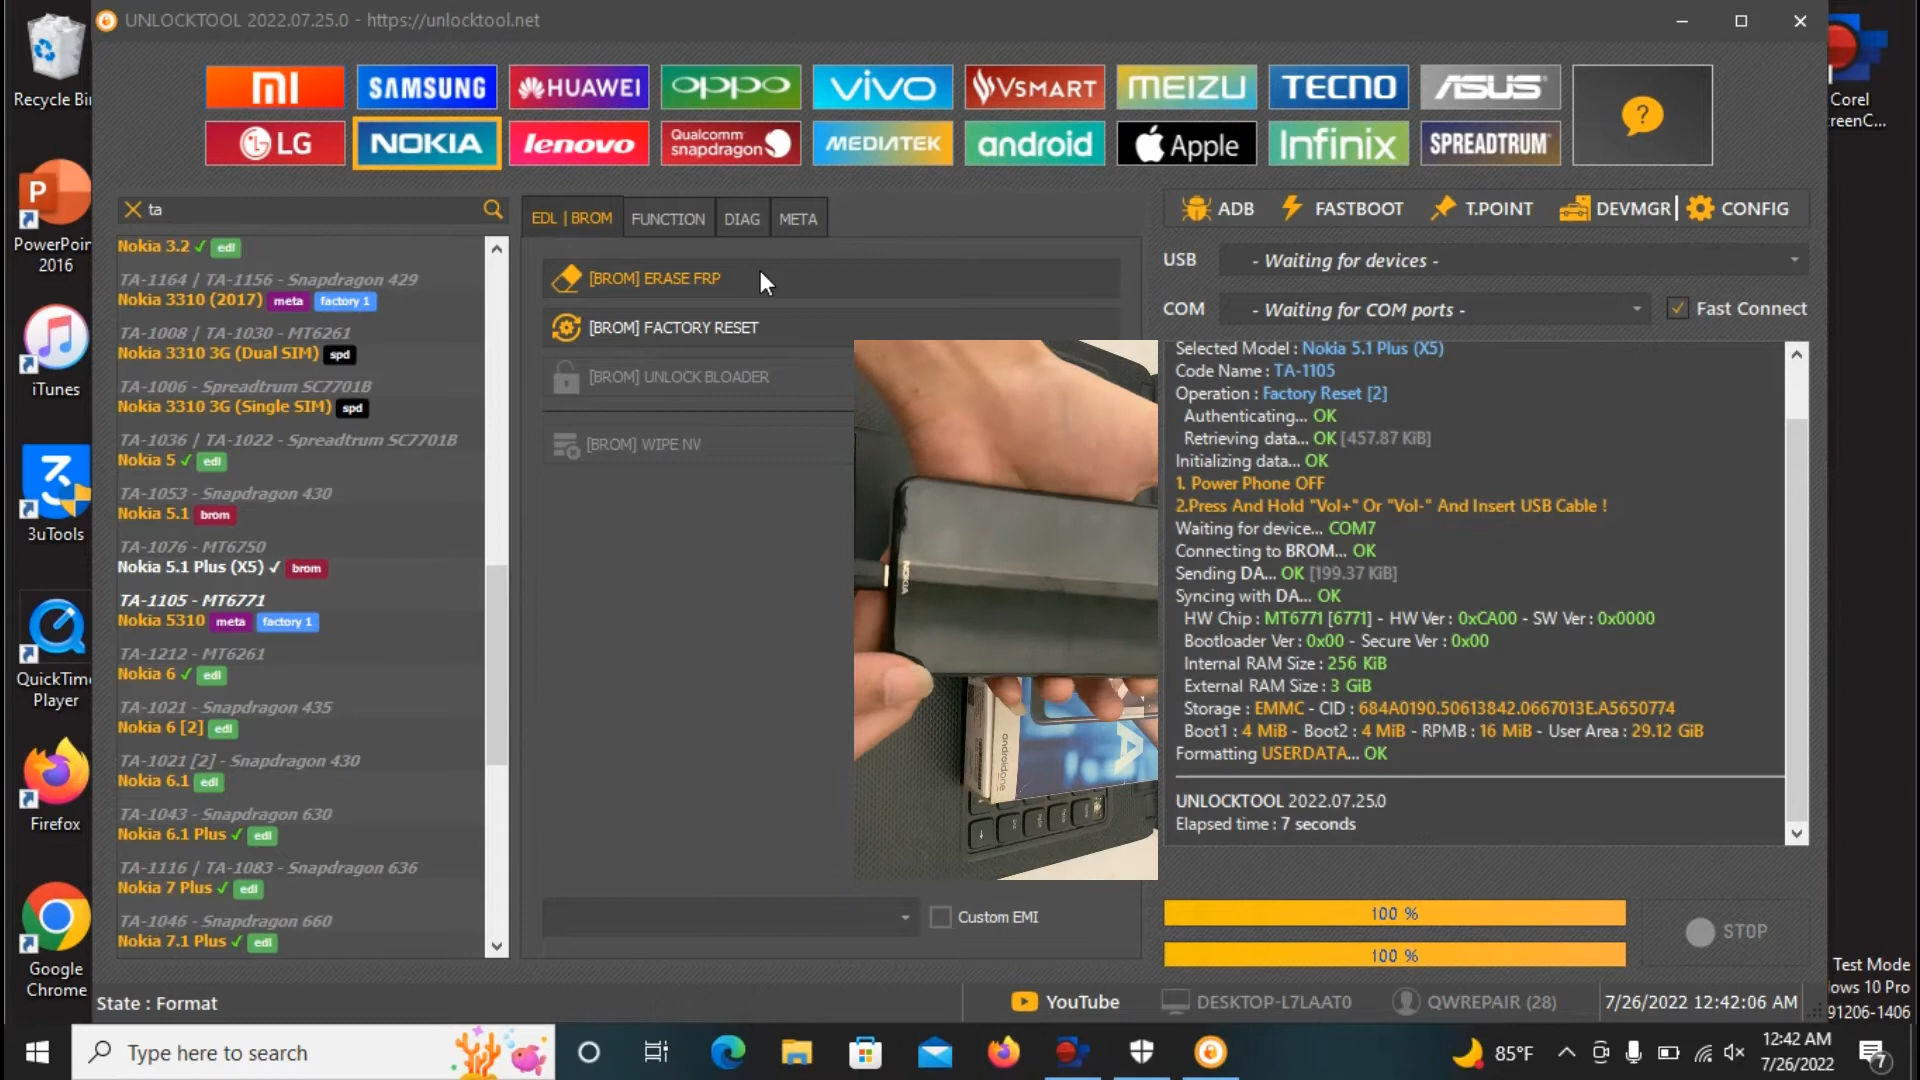 UNLOCKTOOL 2022.07.25.0 - https://unlocktool.net
Recycle Bi
PowerPoin
2016
iTunes
3uTools
QuickTime
Player
Firefox
Google
Chrome
Corel
reenC...
mi
SAMSUNG
HUAWEI
oppo
vivo
VSMART
MEIZU
TECNO
ASUS
?
LG
NOKIA
lenovo
Qualcomm
snapdragon
MEDIATEK
android
Apple
Infinix
SPREADTRUM
ta
Nokia 3.2 ✓ edl
TA-1164 | TA-1156 - Snapdragon 429
Nokia 3310 (2017) meta factory 1
TA-1008 | TA-1030 - MT6261
Nokia 3310 3G (Dual SIM) spd
TA-1006 - Spreadtrum SC7701B
Nokia 3310 3G (Single SIM) spd
TA-1036 | TA-1022 - Spreadtrum SC7701B
Nokia 5 ✓ edl
TA-1053 - Snapdragon 430
Nokia 5.1 brom
TA-1076 - MT6750
Nokia 5.1 Plus (X5) ✓ brom
TA-1105 - MT6771
Nokia 5310 meta factory 1
TA-1212 - MT6261
Nokia 6 ✓ edl
TA-1021 - Snapdragon 435
Nokia 6 [2] edl
TA-1021 [2] - Snapdragon 430
Nokia 6.1 edl
TA-1043 - Snapdragon 630
Nokia 6.1 Plus ✓ edl
TA-1116 | TA-1083 - Snapdragon 636
Nokia 7 Plus ✓ edl
TA-1046 - Snapdragon 660
Nokia 7.1 Plus ✓ edl
EDL | BROM
FUNCTION
DIAG
META
[BROM] ERASE FRP
[BROM] FACTORY RESET
[BROM] UNLOCK BLOADER
[BROM] WIPE NV
NOKIA
androidone
Custom EMI
ADB
FASTBOOT
T.POINT
DEVMGR
CONFIG
USB - Waiting for devices -
COM - Waiting for COM ports - Fast Connect
Selected Model : Nokia 5.1 Plus (X5)
Code Name : TA-1105
Operation : Factory Reset [2]
Authenticating... OK
Retrieving data... OK [457.87 KiB]
Initializing data... OK
1. Power Phone OFF
2.Press And Hold "Vol+" Or "Vol-" And Insert USB Cable !
Waiting for device... COM7
Connecting to BROM... OK
Sending DA... OK [199.37 KiB]
Syncing with DA... OK
HW Chip : MT6771 [6771] - HW Ver : 0xCA00 - SW Ver : 0x0000
Bootloader Ver : 0x00 - Secure Ver : 0x00
Internal RAM Size : 256 KiB
External RAM Size : 3 GiB
Storage : EMMC - CID : 684A0190.50613842.0667013E.A5650774
Boot1 : 4 MiB - Boot2 : 4 MiB - RPMB : 16 MiB - User Area : 29.12 GiB
Formatting USERDATA... OK
UNLOCKTOOL 2022.07.25.0
Elapsed time : 7 seconds
100 %
100 %
STOP
Test Mode
ows 10 Pro
91206-1406
State : Format
YouTube
DESKTOP-L7LAAT0
QWREPAIR (28)
7/26/2022 12:42:06 AM
Type here to search
85°F
12:42 AM
7/26/2022
7